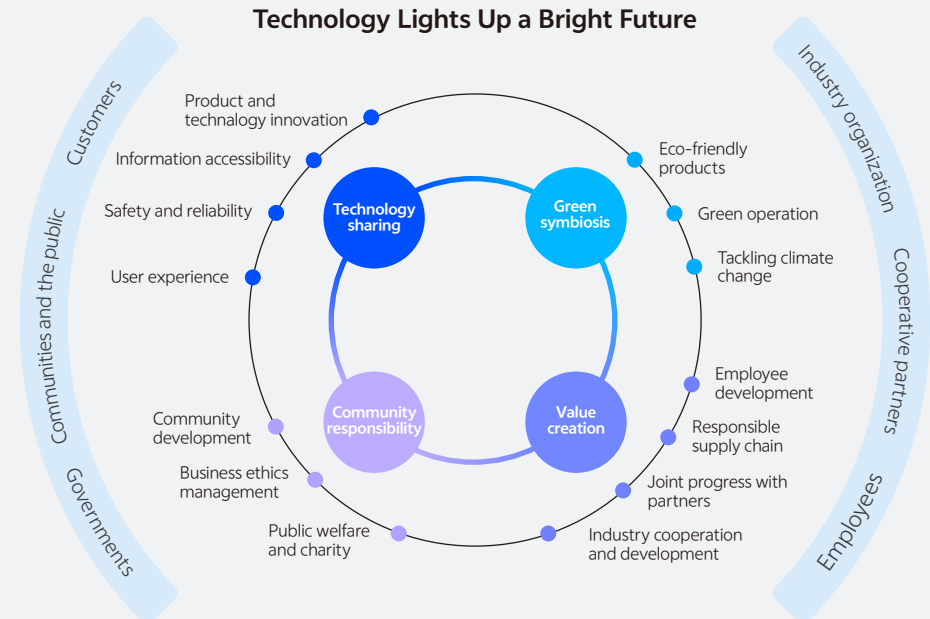 Technology Lights Up a Bright Future
Customers
Communities and the public
Governments
Product and
technalogy innovation
Information accessibility
Safety and reliability
User experience
Community
development
Business ethics
management
Public welfare
and charity
Technology
sharing
Green
symbiosis
Community
responsibility
Value
creation
Eco-friendly
products
Green operation
Tackling climate
change
Employee
development
Responsible
supply chain
Joint progress with
partners
Industry cooperation
and development
Industry organization
Cooperative partners
Employees